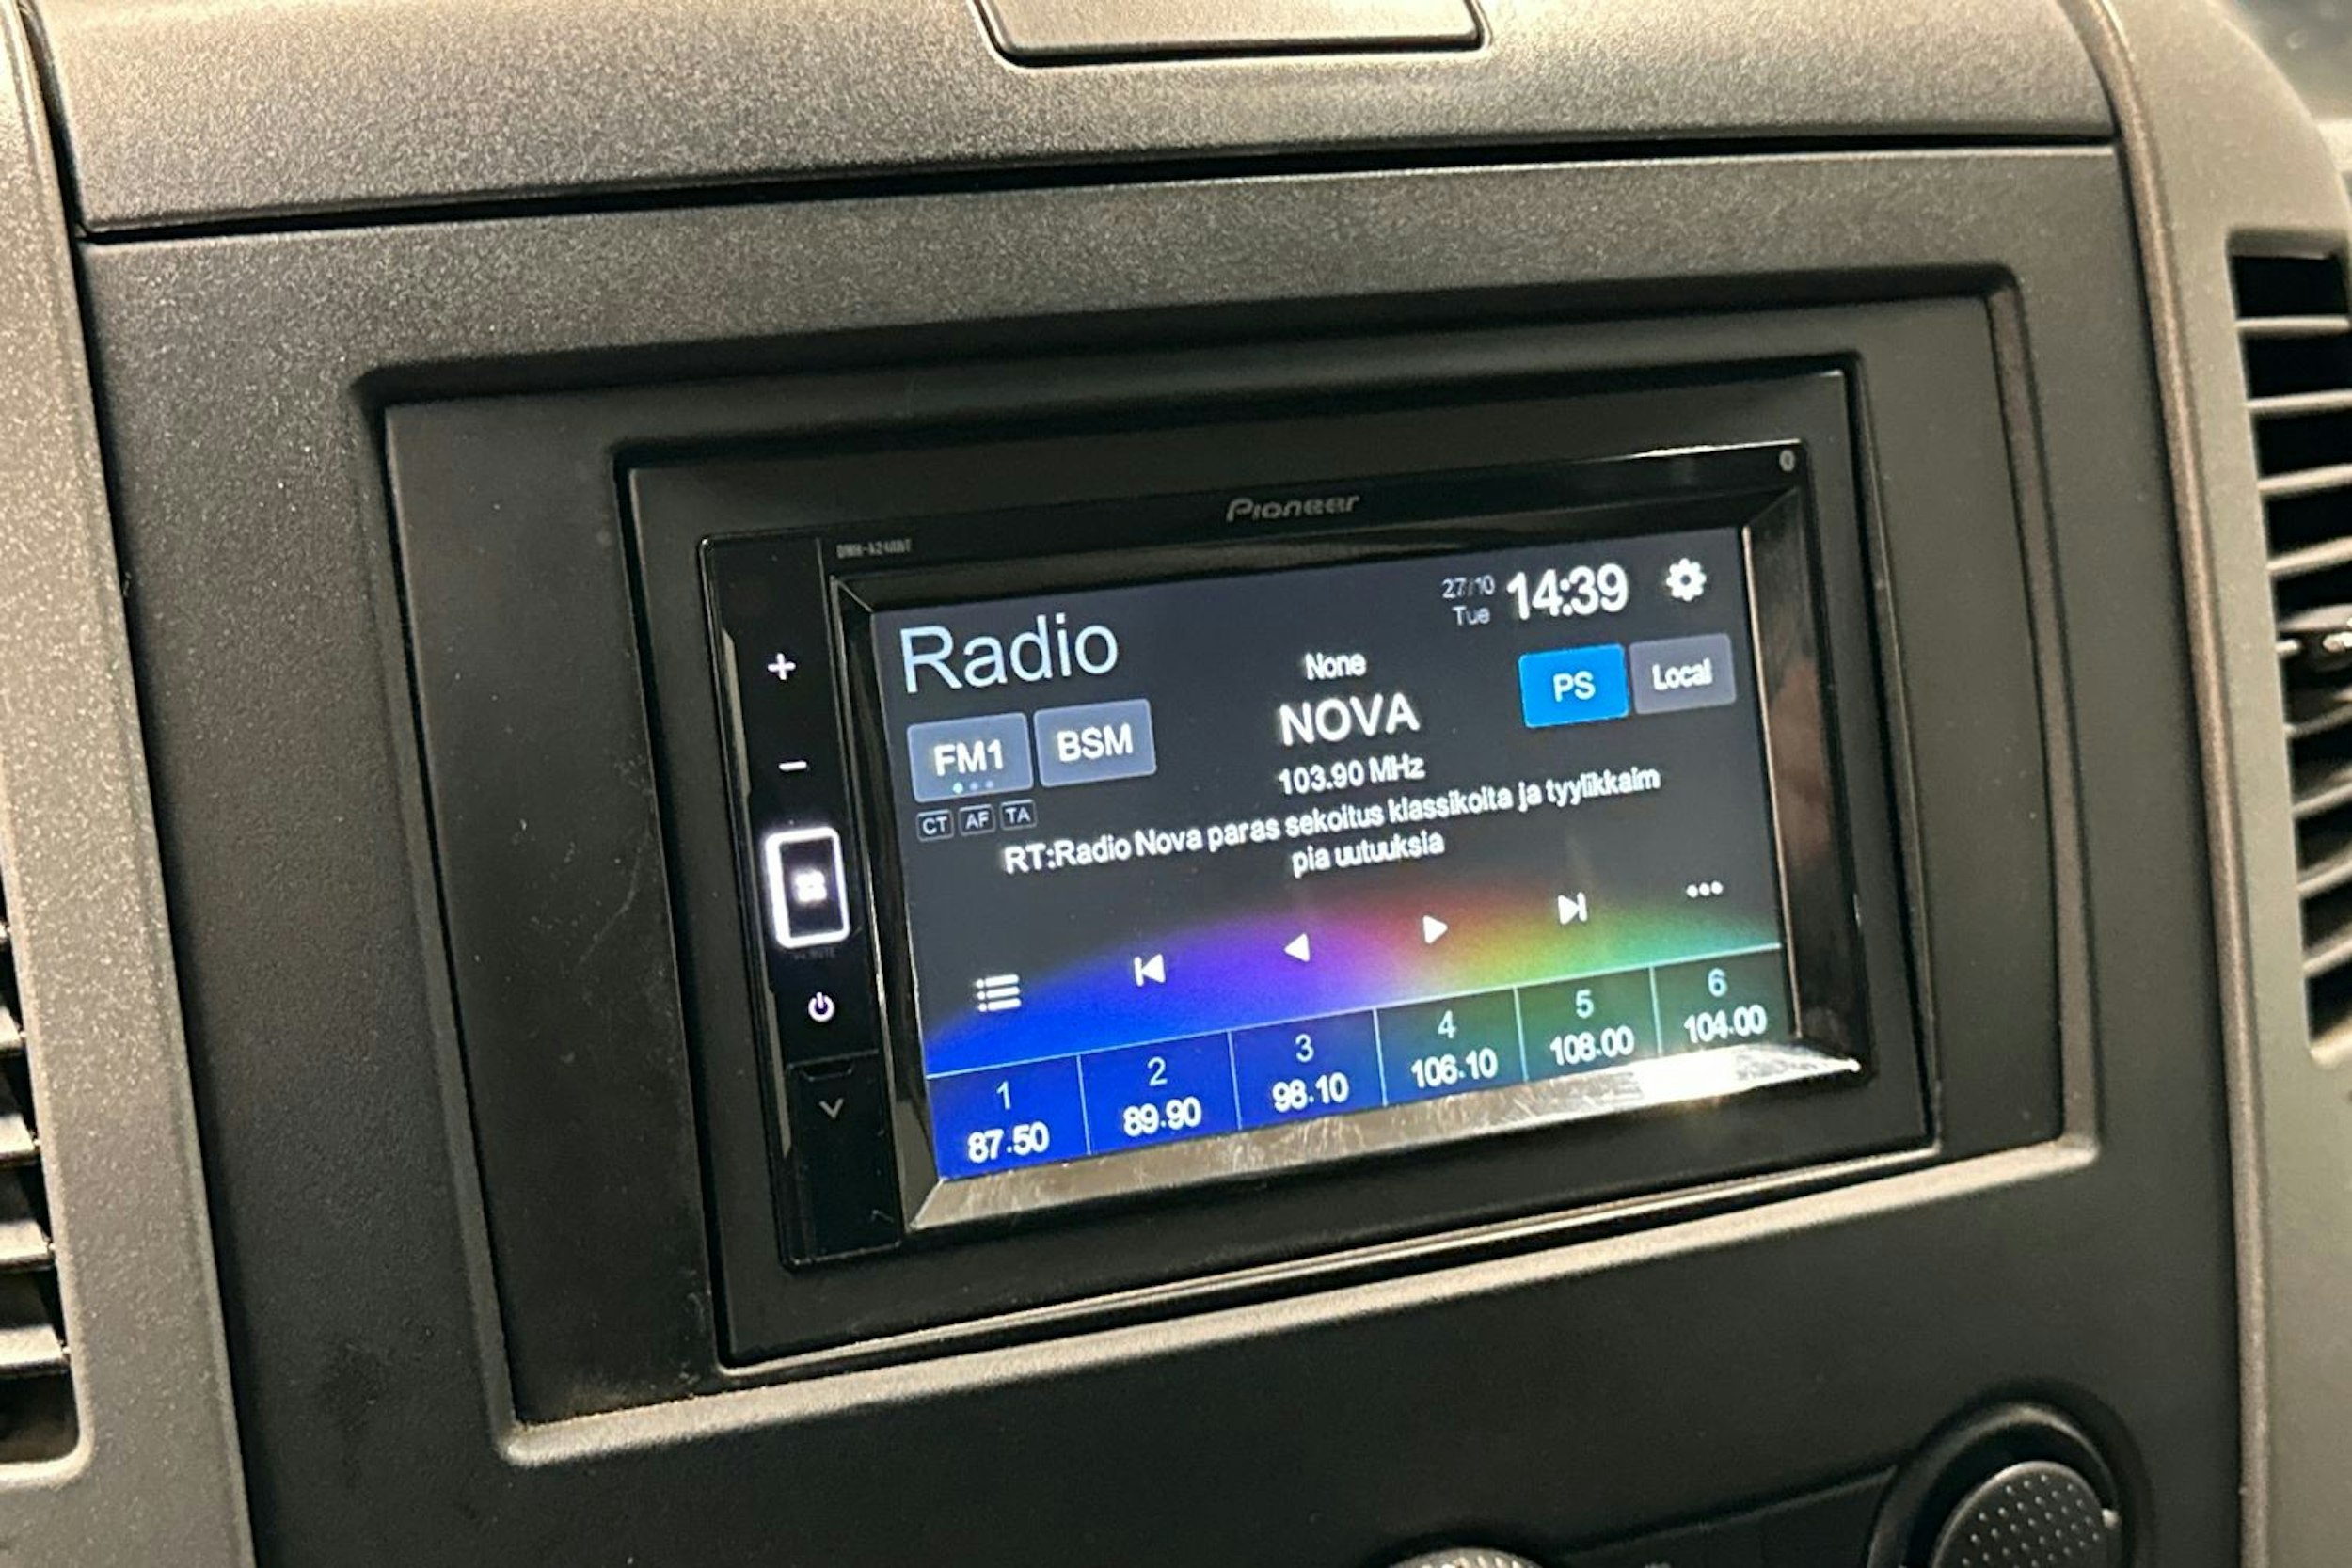 Pioneer
Radio
27/10
Tue
14:39
None
PS
Local
FM1
BSM
NOVA
103.90 MHz
CT AF TA
RT:Radio Nova paras sekoitus klassikoita ja tyylikkaim
pia uutuuksia
1
2
3
4
5
6
87.50
89.90
98.10
106.10
108.00
104.00